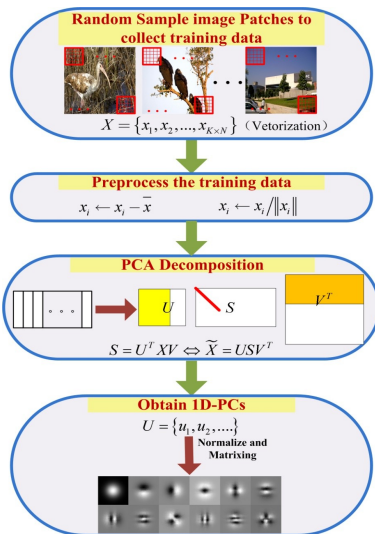 Random Sample image Patches to
collect training data
X = {x₁, x₂, ..., x_{K×N}} (Vetorization)
Preprocess the training data
xᵢ ← xᵢ − x̅    xᵢ ← xᵢ/‖xᵢ‖
PCA Decomposition
U S Vᵀ
S = UᵀXV ⇔ X̃ = USVᵀ
Obtain 1D-PCs
U = {u₁, u₂, ....}
Normalize and
Matrixing